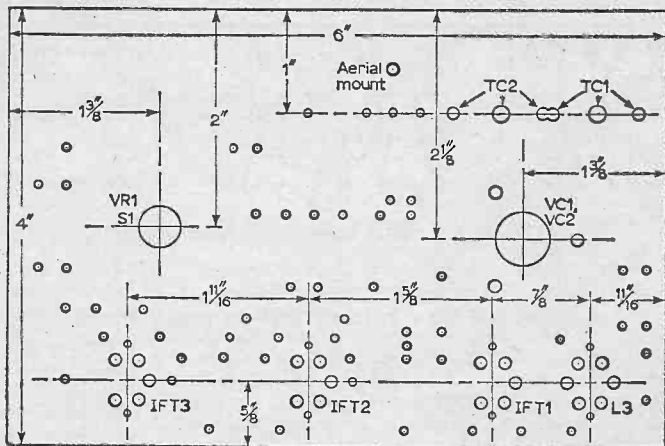 6"
1"
Aerial
mount
TC2
TC1
1 3/8"
2"
2 1/8"
1 3/8"
VR1
S1
VC1,
VC2
4"
1 11/16"
1 5/8"
7/8"
11/16"
5/8"
IFT3
IFT2
IFT1
L3